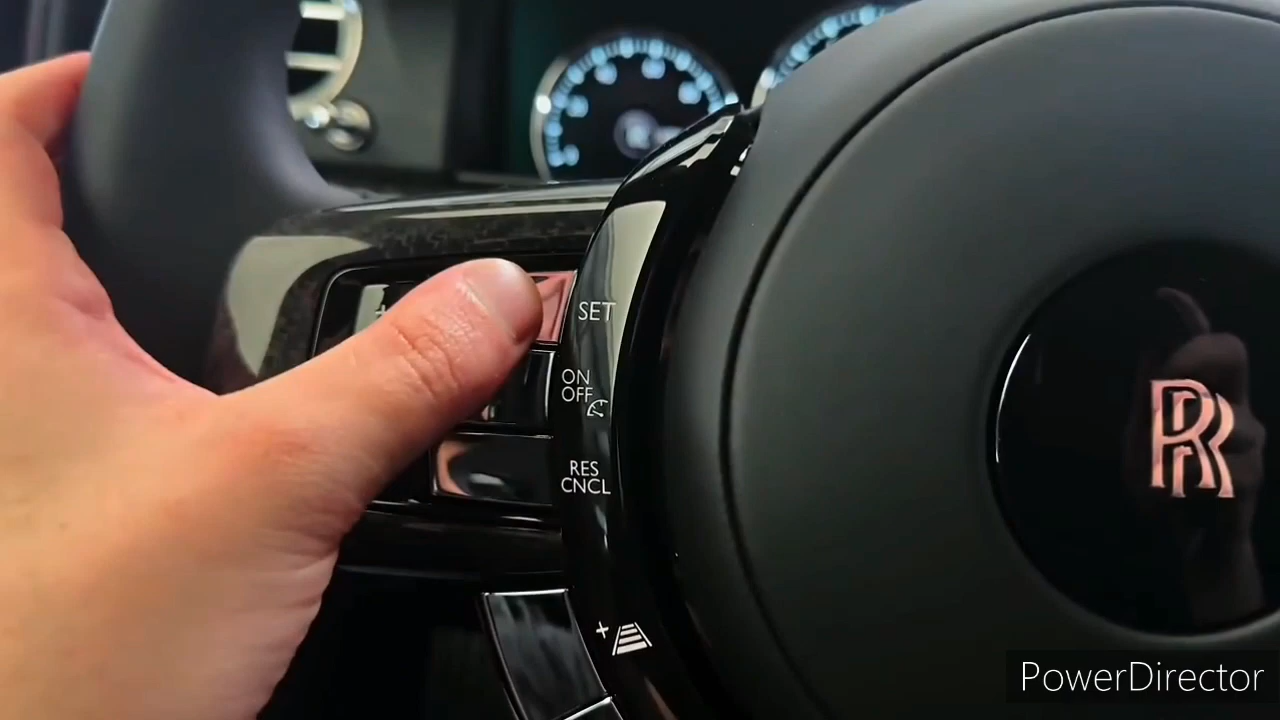 SET
ON
OFF
RES
CNCL
+
RR
PowerDirector